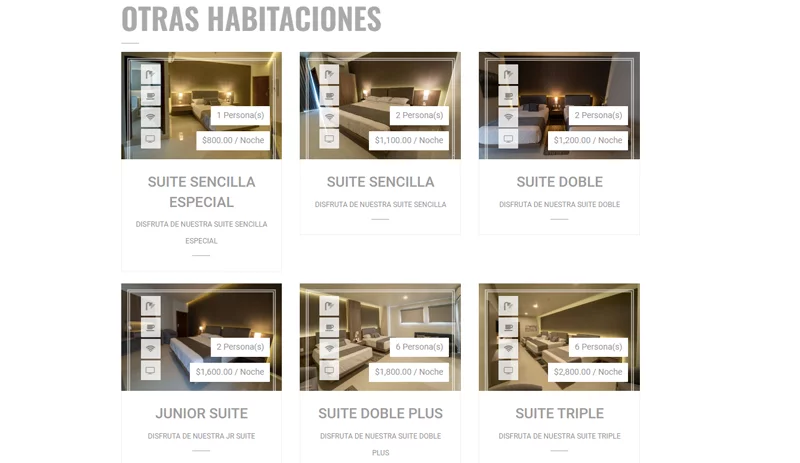 OTRAS HABITACIONES
1 Persona(s)
$800.00 / Noche
2 Persona(s)
$1,100.00 / Noche
2 Persona(s)
$1,200.00 / Noche
SUITE SENCILLA
ESPECIAL
DISFRUTA DE NUESTRA SUITE SENCILLA
ESPECIAL
SUITE SENCILLA
DISFRUTA DE NUESTRA SUITE SENCILLA
SUITE DOBLE
DISFRUTA DE NUESTRA SUITE DOBLE
2 Persona(s)
$1,600.00 / Noche
6 Persona(s)
$1,800.00 / Noche
6 Persona(s)
$2,800.00 / Noche
JUNIOR SUITE
DISFRUTA DE NUESTRA JR SUITE
SUITE DOBLE PLUS
DISFRUTA DE NUESTRA SUITE DOBLE
PLUS
SUITE TRIPLE
DISFRUTA DE NUESTRA SUITE TRIPLE